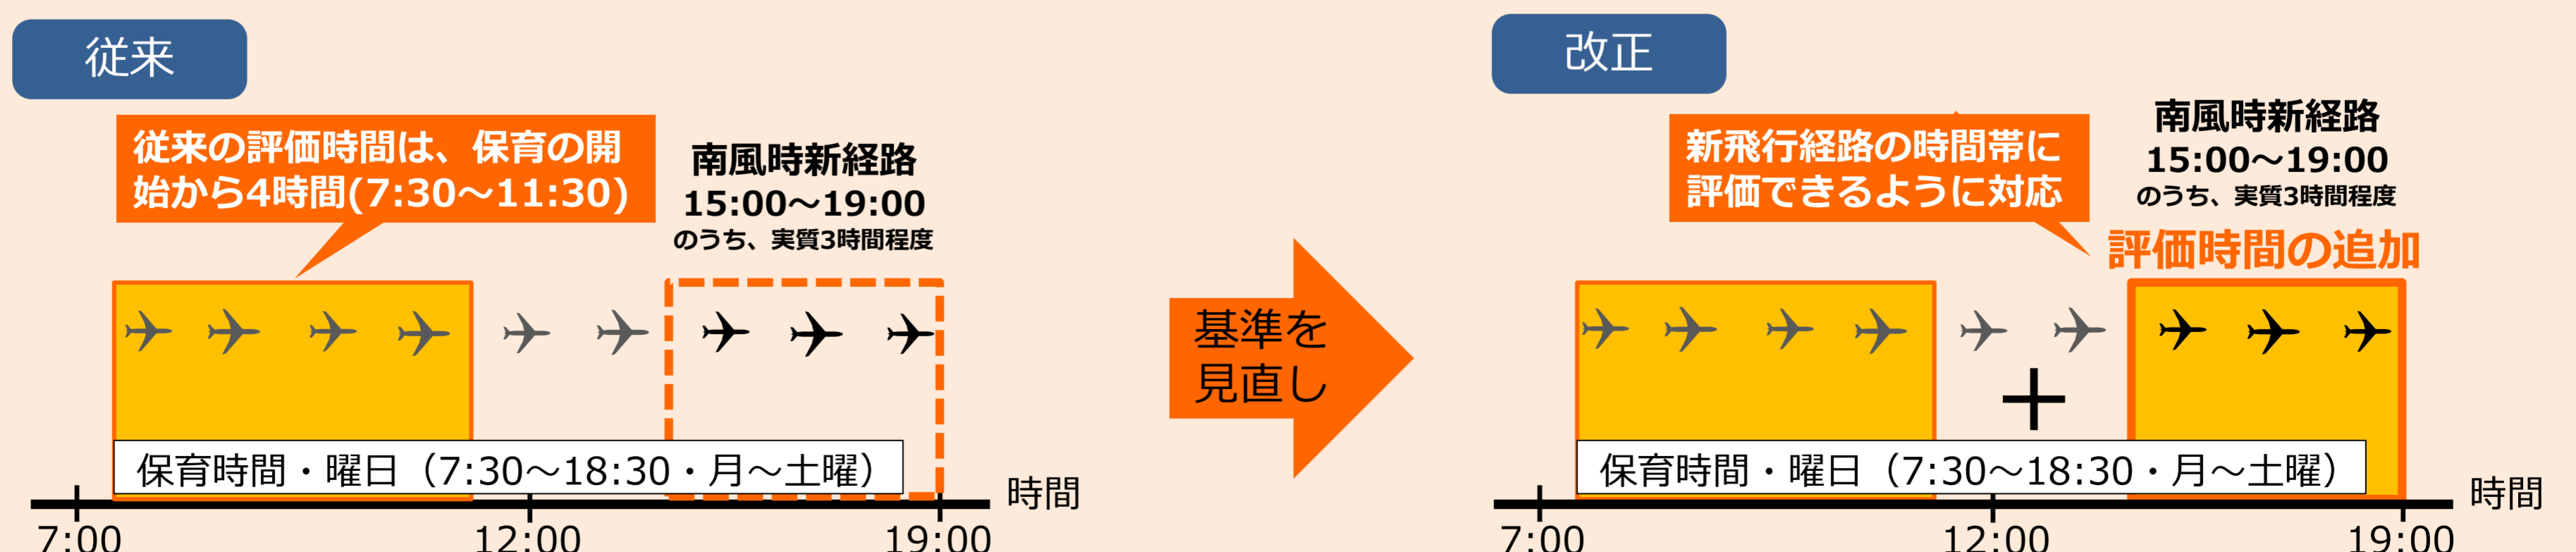 従来
従来の評価時間は、保育の開
始から4時間(7:30～11:30)
南風時新経路
15:00～19:00
のうち、実質3時間程度
保育時間・曜日（7:30～18:30・月～土曜）
時間
7:00
12:00
19:00
基準を
見直し
改正
新飛行経路の時間帯に
評価できるように対応
南風時新経路
15:00～19:00
のうち、実質3時間程度
評価時間の追加
＋
保育時間・曜日（7:30～18:30・月～土曜）
時間
7:00
12:00
19:00